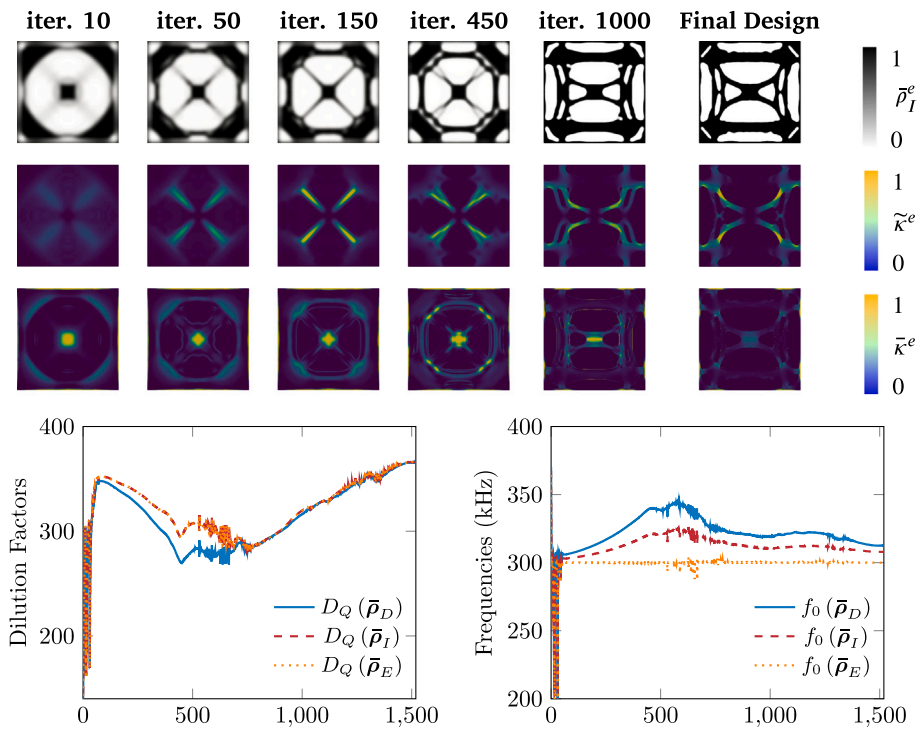 iter. 10 iter. 50 iter. 150 iter. 450 iter. 1000 Final Design
1
ρ̄ᵉ_I
0
1
κ̃ᵉ
0
1
κ̄ᵉ
0
400
300
200
Dilution Factors
D_Q (ρ̄_D)
D_Q (ρ̄_I)
D_Q (ρ̄_E)
0 500 1,000 1,500
400
350
300
250
200
Frequencies (kHz)
f₀ (ρ̄_D)
f₀ (ρ̄_I)
f₀ (ρ̄_E)
0 500 1,000 1,500